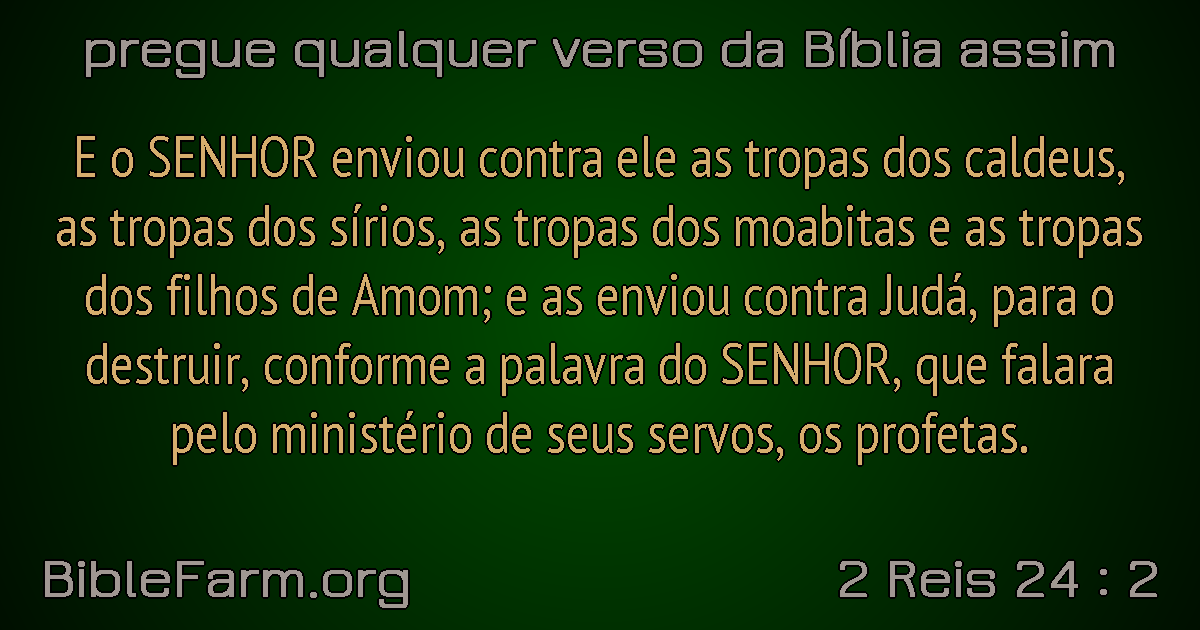 pregue qualquer verso da Bíblia assim
E o SENHOR enviou contra ele as tropas dos caldeus,
as tropas dos sírios, as tropas dos moabitas e as tropas
dos filhos de Amom; e as enviou contra Judá, para o
destruir, conforme a palavra do SENHOR, que falara
pelo ministério de seus servos, os profetas.
BibleFarm.org
2 Reis 24 : 2